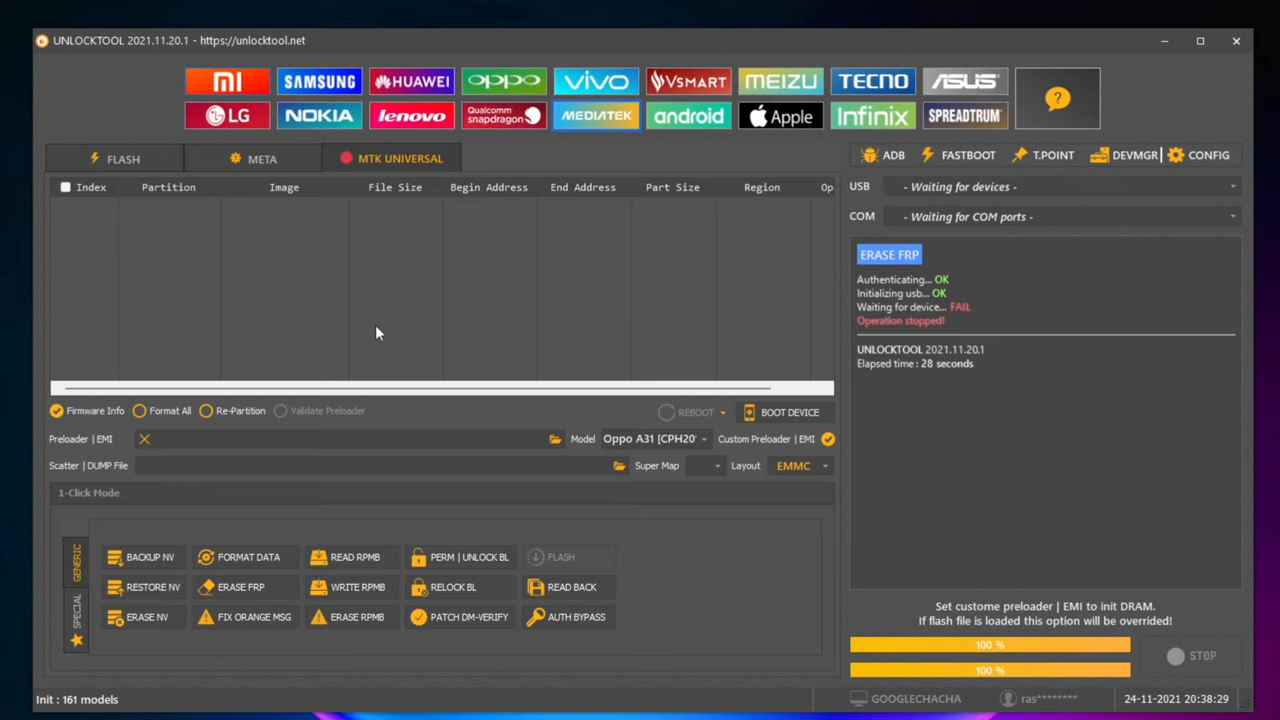 UNLOCKTOOL 2021.11.20.1 - https://unlocktool.net
mi SAMSUNG HUAWEI oppo vivo VSMART MEIZU TECNO ASUS
LG NOKIA lenovo Qualcomm snapdragon MEDIATEK android Apple Infinix SPREADTRUM ?
FLASH META MTK UNIVERSAL
ADB FASTBOOT T.POINT DEVMGR CONFIG
Index Partition Image File Size Begin Address End Address Part Size Region Op
USB - Waiting for devices -
COM - Waiting for COM ports -
ERASE FRP
Authenticating... OK
Initializing usb... OK
Waiting for device... FAIL
Operation stopped!
UNLOCKTOOL 2021.11.20.1
Elapsed time : 28 seconds
Firmware Info Format All Re-Partition Validate Preloader REBOOT BOOT DEVICE
Preloader | EMI Model Oppo A31 [CPH20 Custom Preloader | EMI
Scatter | DUMP File Super Map Layout EMMC
1-Click Mode
GENERIC
SPECIAL
BACKUP NV FORMAT DATA READ RPMB PERM | UNLOCK BL FLASH
RESTORE NV ERASE FRP WRITE RPMB RELOCK BL READ BACK
ERASE NV FIX ORANGE MSG ERASE RPMB PATCH DM-VERIFY AUTH BYPASS
Set custome preloader | EMI to init DRAM.
If flash file is loaded this option will be overrided!
100 %
100 %
STOP
Init : 161 models
GOOGLECHACHA ras******** 24-11-2021 20:38:29